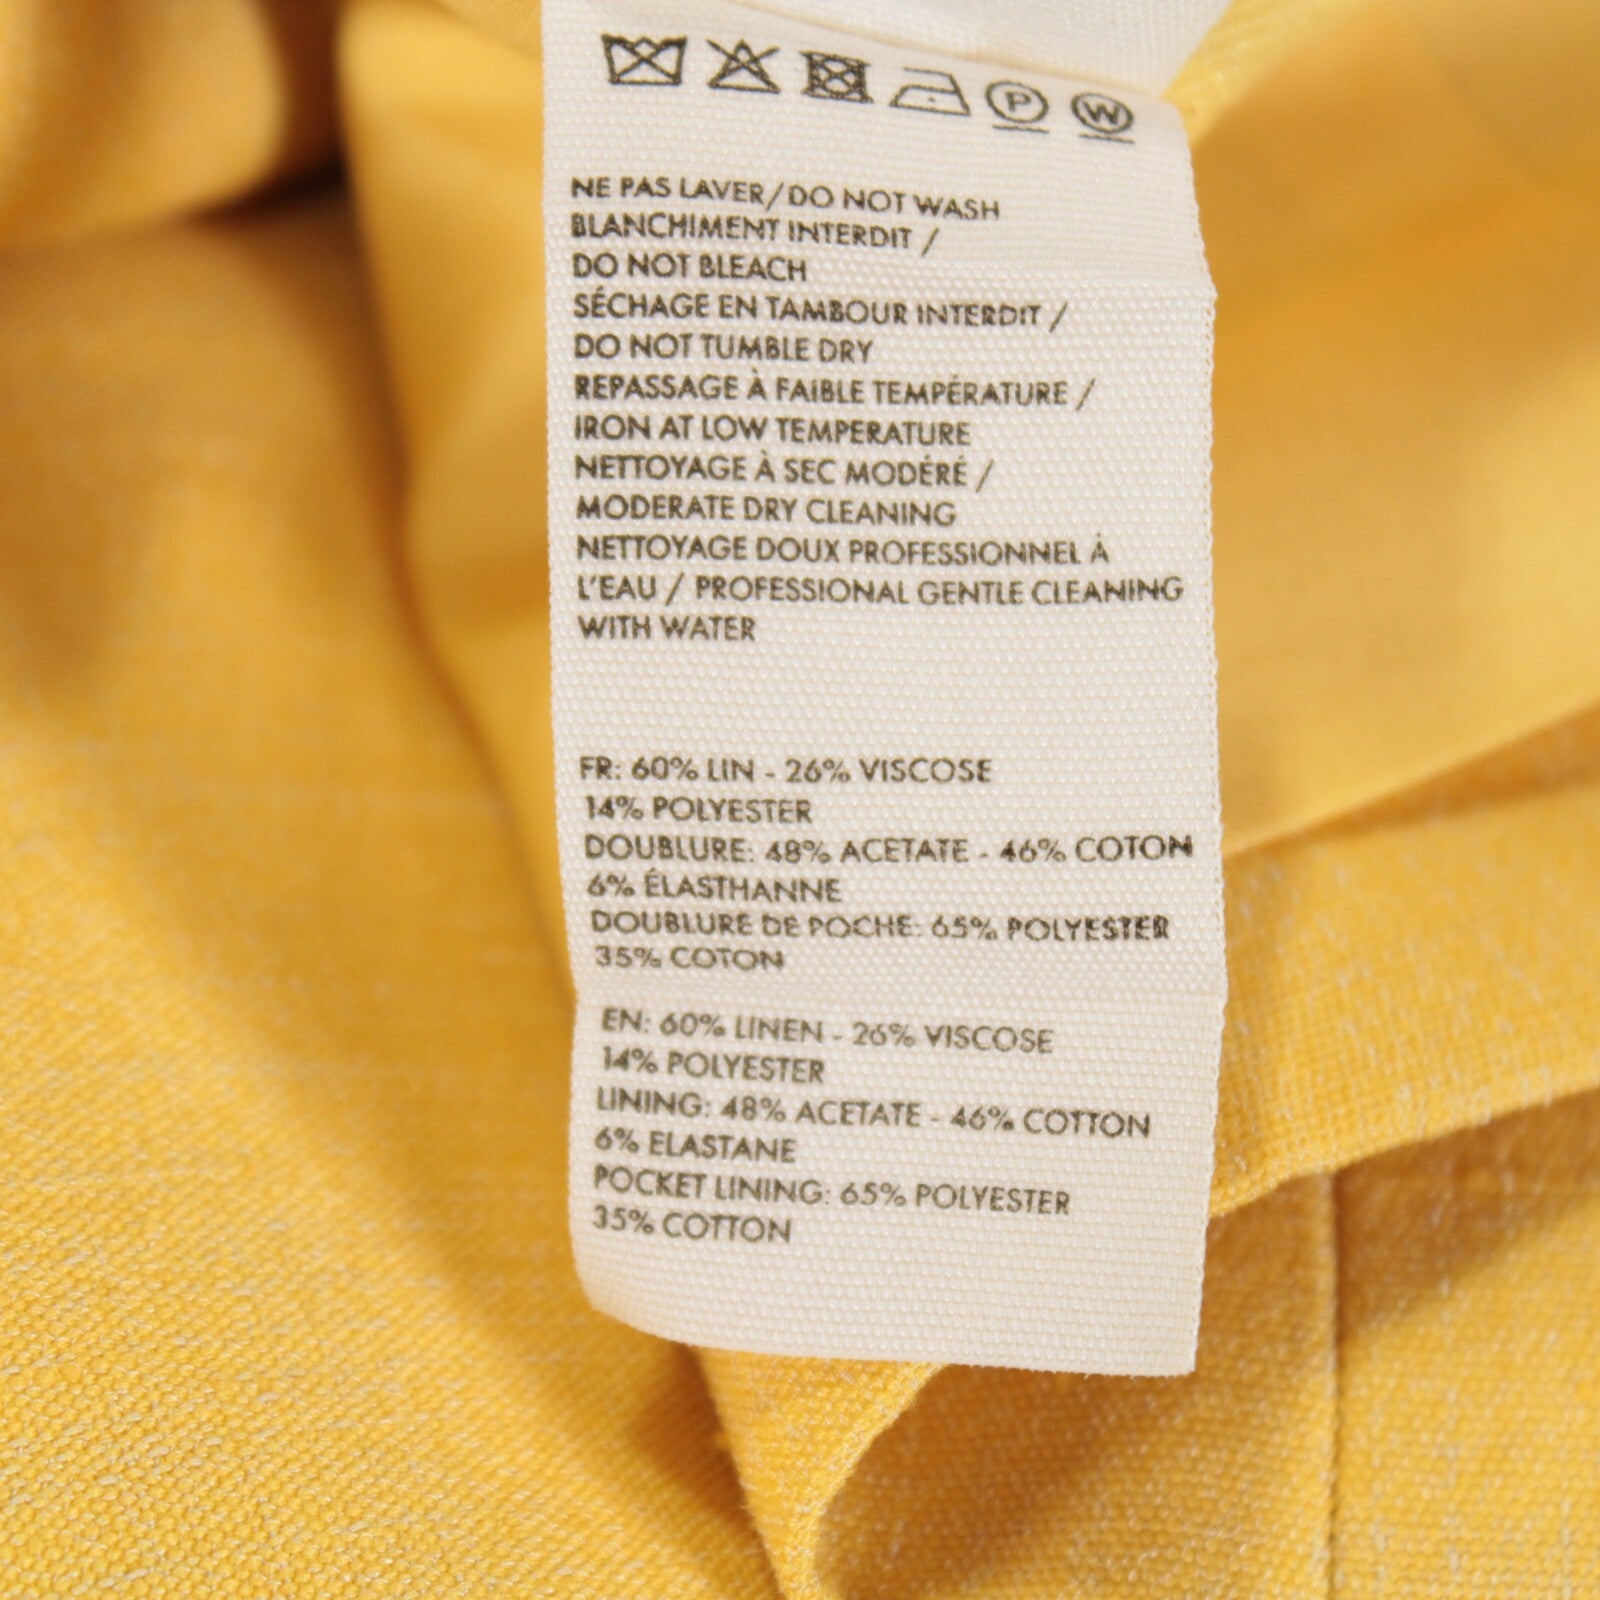 P W
NE PAS LAVER/DO NOT WASH
BLANCHIMENT INTERDIT /
DO NOT BLEACH
SÉCHAGE EN TAMBOUR INTERDIT /
DO NOT TUMBLE DRY
REPASSAGE À FAIBLE TEMPÉRATURE /
IRON AT LOW TEMPERATURE
NETTOYAGE À SEC MODÉRÉ /
MODERATE DRY CLEANING
NETTOYAGE DOUX PROFESSIONNEL À
L'EAU / PROFESSIONAL GENTLE CLEANING
WITH WATER
FR: 60% LIN - 26% VISCOSE
14% POLYESTER
DOUBLURE: 48% ACETATE - 46% COTON
6% ÉLASTHANNE
DOUBLURE DE POCHE: 65% POLYESTER
35% COTON
EN: 60% LINEN - 26% VISCOSE
14% POLYESTER
LINING: 48% ACETATE - 46% COTTON
6% ELASTANE
POCKET LINING: 65% POLYESTER
35% COTTON